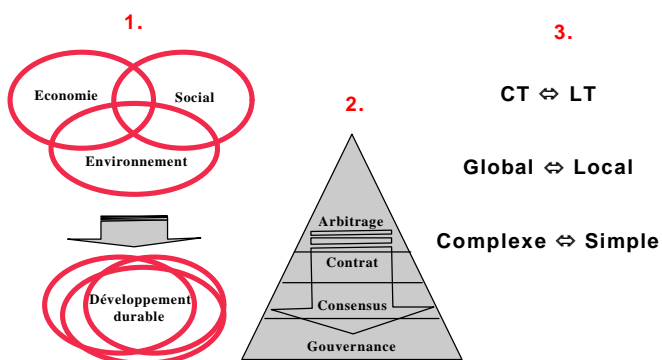 1.
Economie
Social
Environnement
Développement
durable
2.
Arbitrage
Contrat
Consensus
Gouvernance
3.
CT ⇔ LT
Global ⇔ Local
Complexe ⇔ Simple